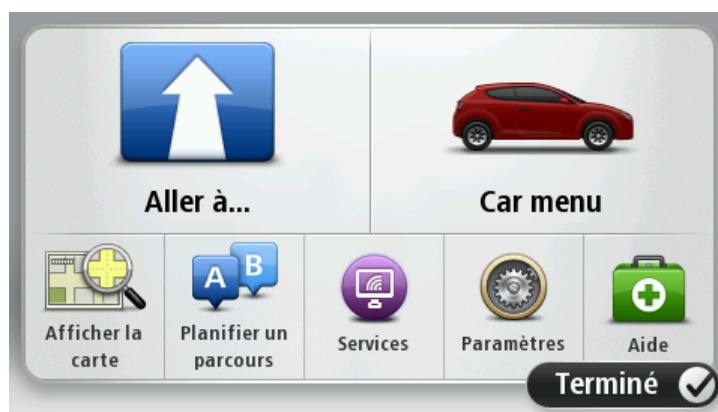 Aller à...
Car menu
Afficher la
carte
Planifier un
parcours
Services
Paramètres
Aide
Terminé
A
B